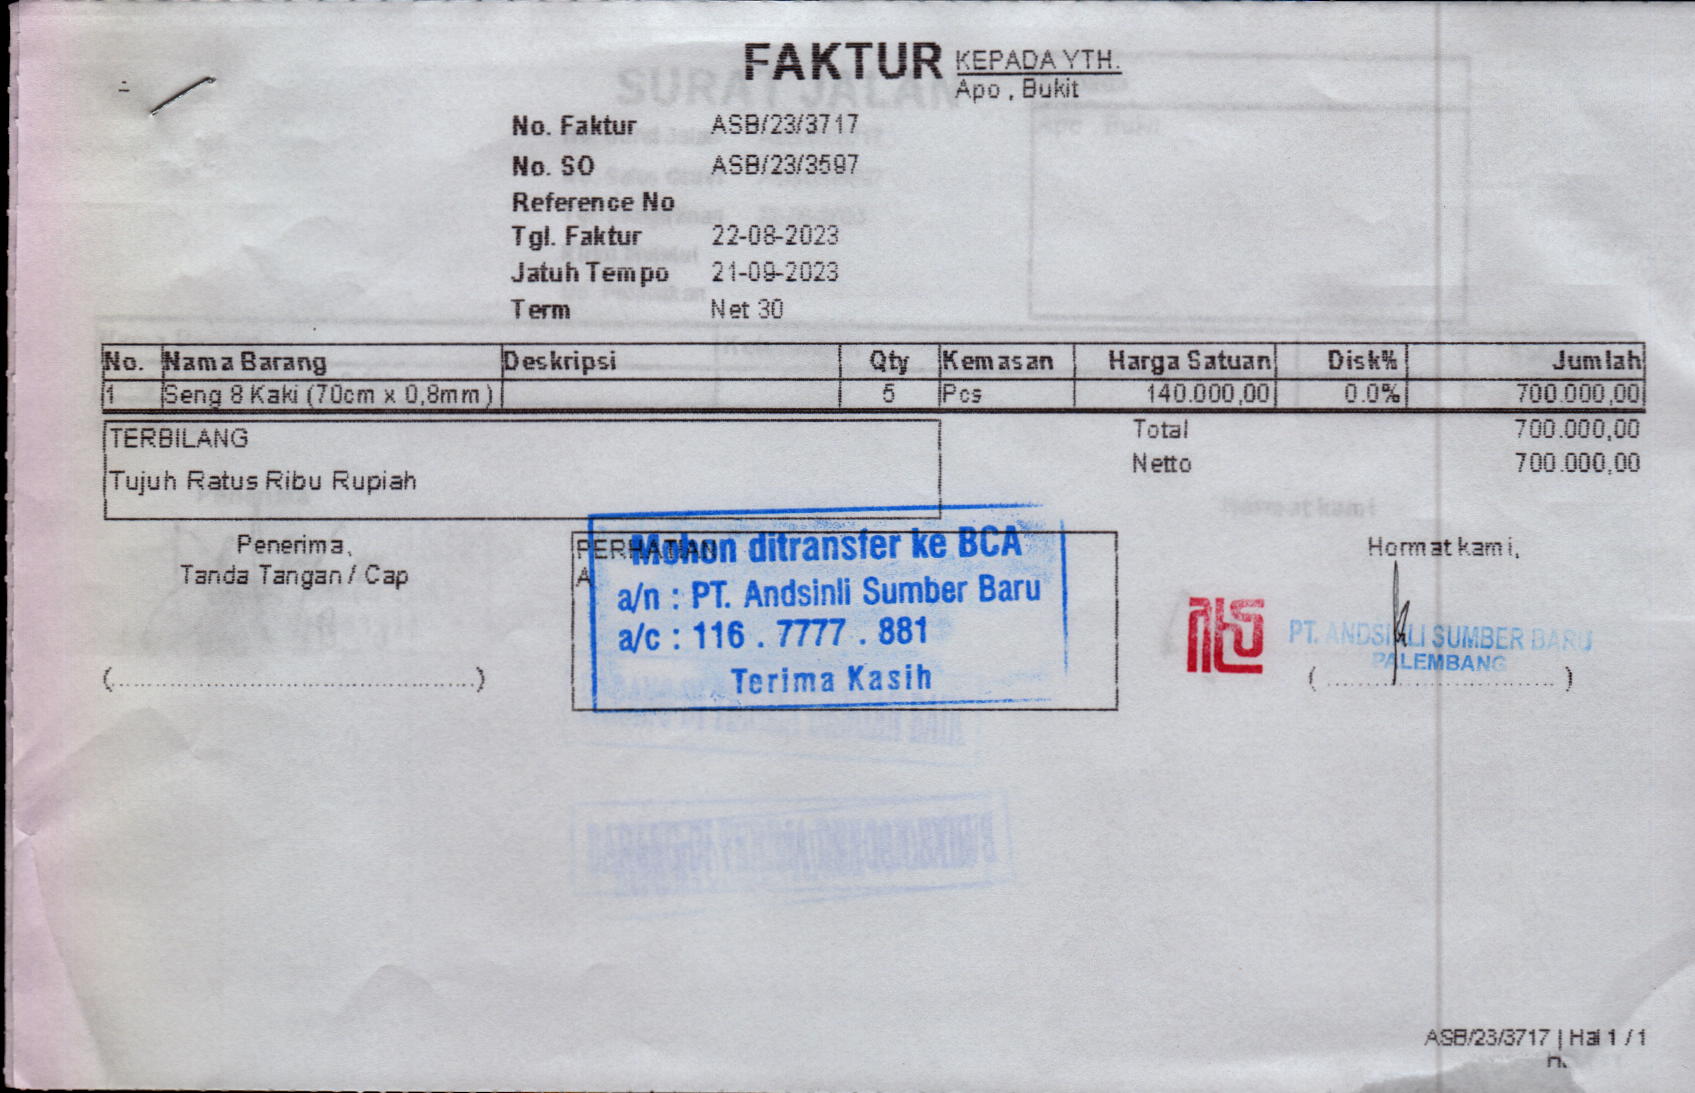 FAKTUR
KEPADA YTH.
Apo , Bukit
No. Faktur ASB/23/3717
No. SO ASB/23/3597
Reference No
Tgl. Faktur 22-08-2023
Jatuh Tempo 21-09-2023
Term Net 30
No. Nama Barang Deskripsi Qty Kemasan Harga Satuan Disk% Jumlah
1 Seng 8 Kaki (70cm x 0,8mm) 5 Pcs 140.000,00 0.0% 700.000,00
Total 700.000,00
Netto 700.000,00
TERBILANG
Tujuh Ratus Ribu Rupiah
Penerima,
Tanda Tangan / Cap
(........................................................)
PERHATIAN
A
Mohon ditransfer ke BCA
a/n : PT. Andsinli Sumber Baru
a/c : 116 . 7777 . 881
Terima Kasih
Hormat kami,
PT. ANDSINLI SUMBER BARU
PALEMBANG
( ................................................ )
ASB/23/3717 | Hal 1 / 1